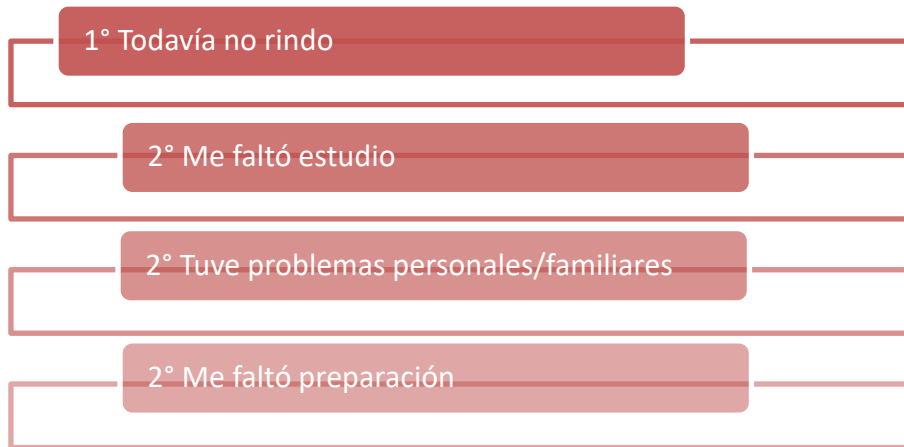 1° Todavía no rindo
2° Me faltó estudio
2° Tuve problemas personales/familiares
2° Me faltó preparación